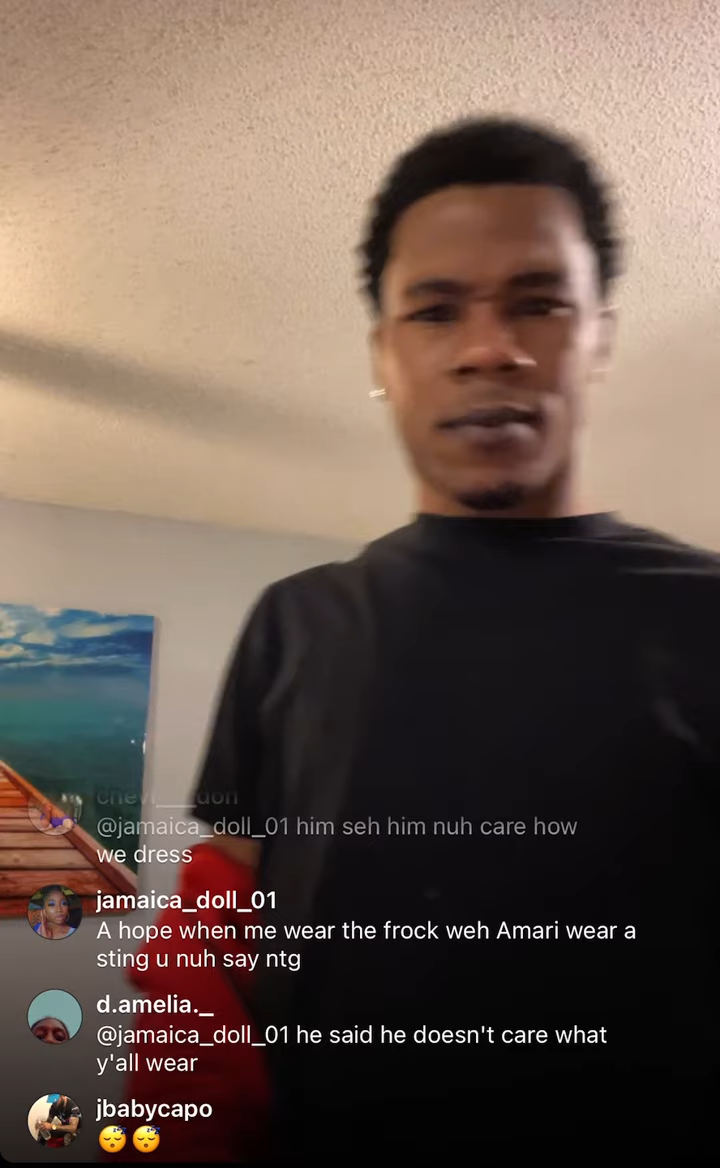 chevi___don
@jamaica_doll_01 him seh him nuh care how
we dress
jamaica_doll_01
A hope when me wear the frock weh Amari wear a
sting u nuh say ntg
d.amelia._
@jamaica_doll_01 he said he doesn't care what
y'all wear
jbabycapo
😴😴